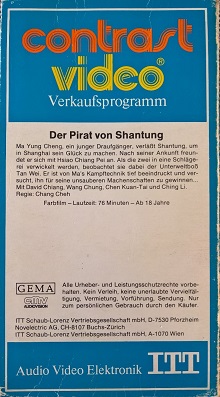 contrast
video®
Verkaufsprogramm
Der Pirat von Shantung
Ma Yung Cheng, ein junger Draufgänger, verläßt Shantung, um
in Shanghai sein Glück zu machen. Nach seiner Ankunft freun-
det er sich mit Hsiao Chiang Pei an. Als die zwei in eine Schläge-
rei verwickelt werden, beobachtet sie dabei der Unterweltboß
Tan Wei. Er ist von Ma's Kampftechnik tief beeindruckt und ver-
sucht, ihn für seine unsauberen Machenschaften zu gewinnen...
Mit David Chiang, Wang Chung, Chen Kuan-Tai und Ching Li.
Regie: Chang Cheh
Farbfilm – Laufzeit: 76 Minuten – Ab 18 Jahre
GEMA
AUDIOVISION
Alle Urheber- und Leistungsschutzrechte vorbe-
halten. Kein Verleih, keine unerlaubte Vervielfäl-
tigung, Vermietung, Vorführung, Sendung. Nur
zum persönlichen Gebrauch durch den Käufer.
ITT Schaub-Lorenz Vertriebsgesellschaft mbH, D-7530 Pforzheim
Novelectric AG, CH-8107 Buchs-Zürich
ITT Schaub-Lorenz Vertriebsgesellschaft mbH, A-1070 Wien
Audio Video Elektronik ITT